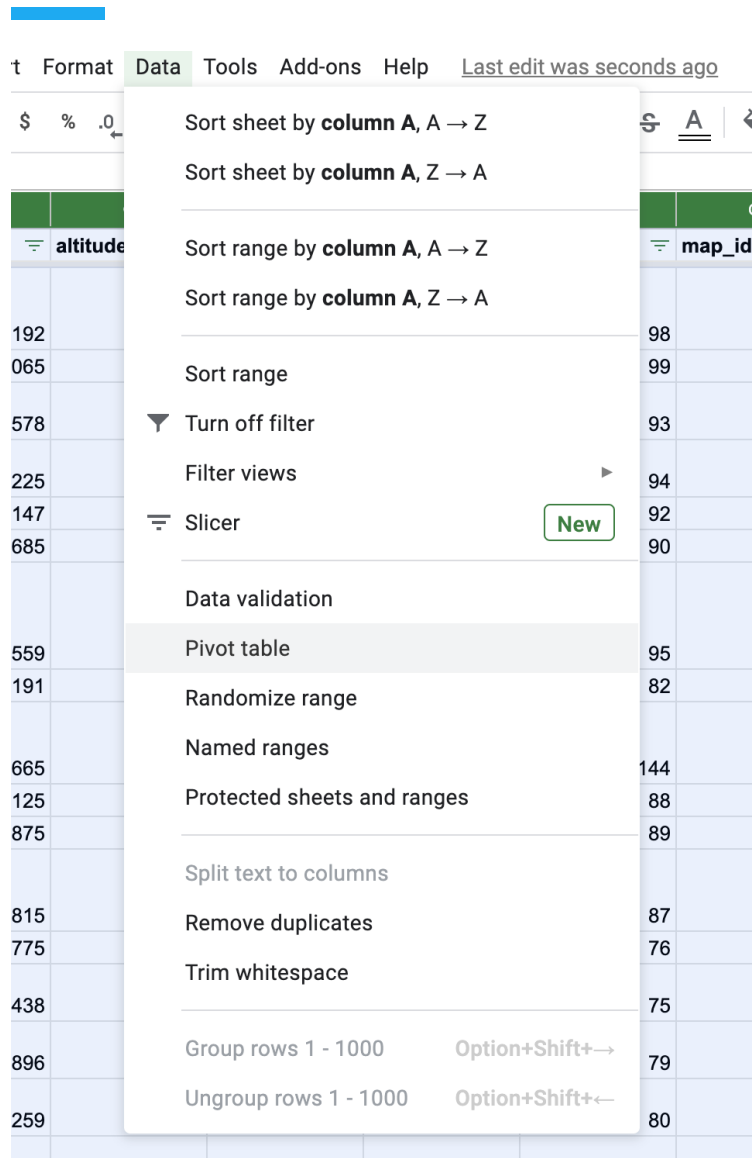 Format Data Tools Add-ons Help Last edit was seconds ago
$ % .0 S A
Sort sheet by column A, A → Z
Sort sheet by column A, Z → A
altitude map_id
Sort range by column A, A → Z
Sort range by column A, Z → A
192 98
065 Sort range 99
578 Turn off filter 93
225 Filter views 94
147 Slicer New 92
685 90
Data validation
559 Pivot table 95
191 Randomize range 82
Named ranges
665 144
125 Protected sheets and ranges 88
875 89
Split text to columns
815 Remove duplicates 87
775 76
Trim whitespace
438 75
Group rows 1 - 1000 Option+Shift+→
896 79
Ungroup rows 1 - 1000 Option+Shift+←
259 80